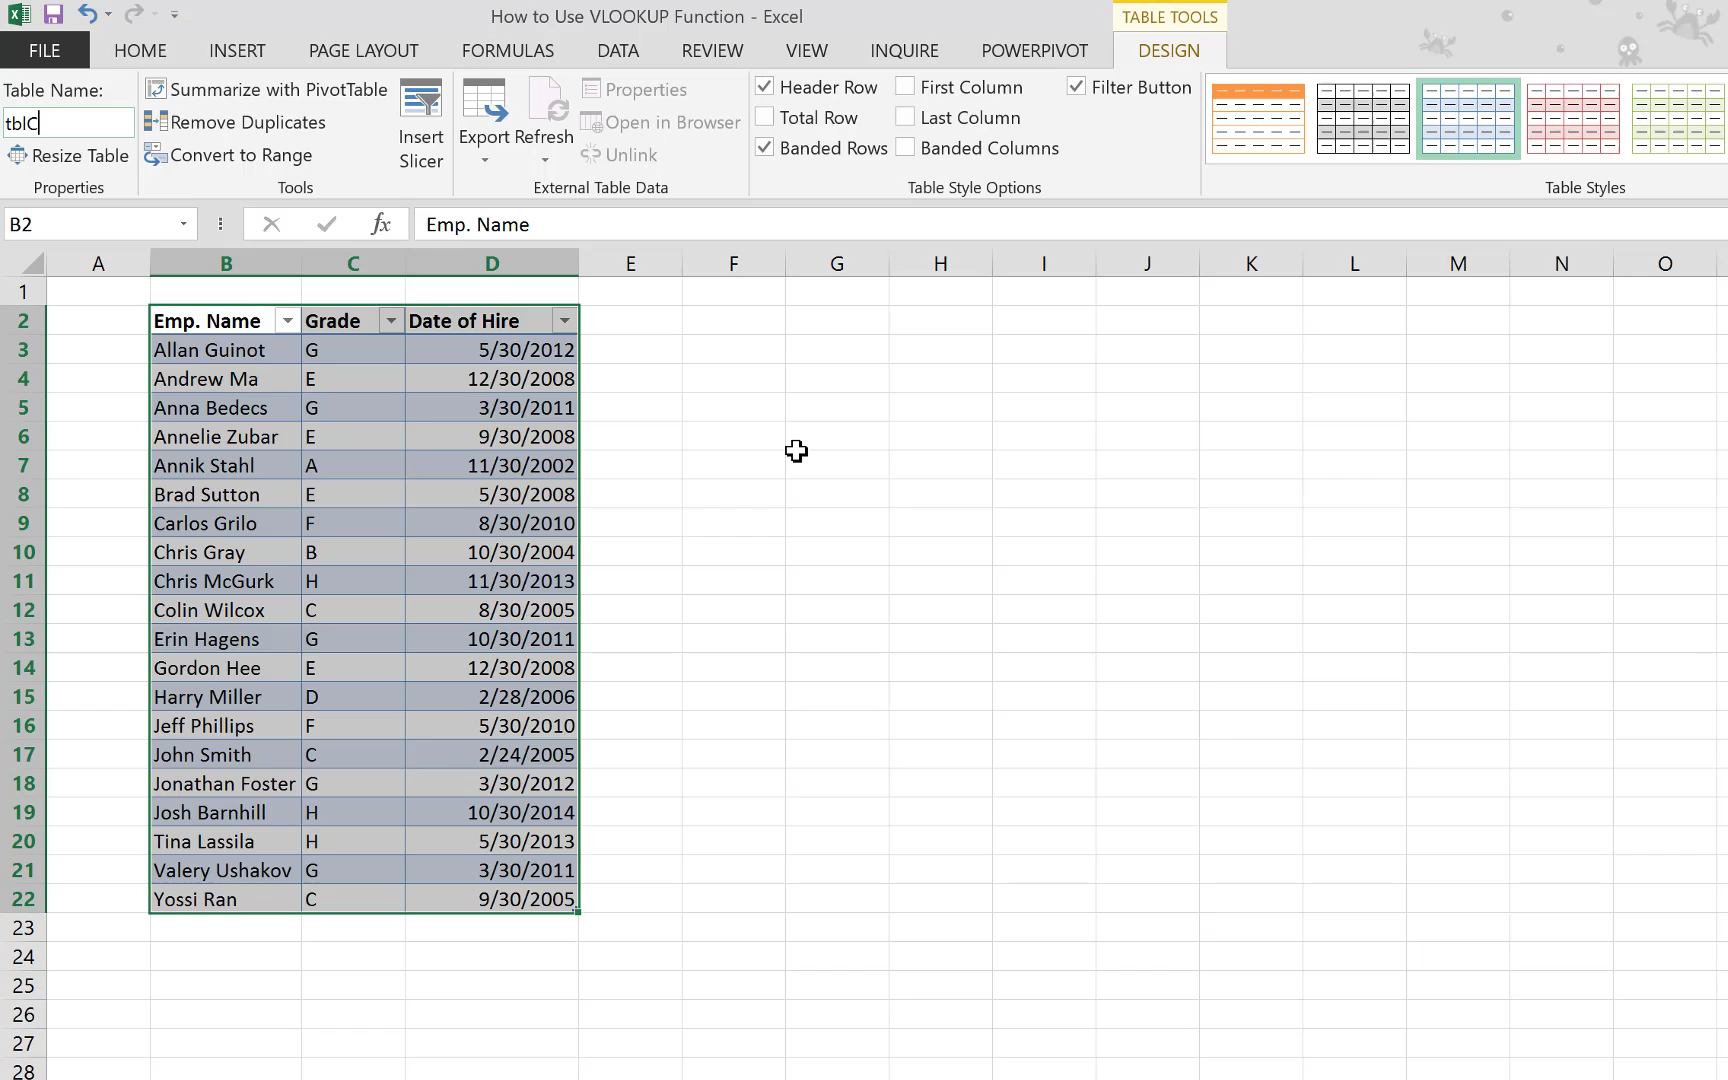 How to Use VLOOKUP Function - Excel
TABLE TOOLS
FILE HOME INSERT PAGE LAYOUT FORMULAS DATA REVIEW VIEW INQUIRE POWERPIVOT DESIGN
Table Name:
tblC
Resize Table
Properties
Summarize with PivotTable
Remove Duplicates
Convert to Range
Tools
Insert
Slicer
Export
Refresh
Properties
Open in Browser
Unlink
External Table Data
Header Row First Column Filter Button
Total Row Last Column
Banded Rows Banded Columns
Table Style Options
Table Styles
B2 fx Emp. Name
A B C D E F G H I J K L M N O
1
2 Emp. Name Grade Date of Hire
3 Allan Guinot G 5/30/2012
4 Andrew Ma E 12/30/2008
5 Anna Bedecs G 3/30/2011
6 Annelie Zubar E 9/30/2008
7 Annik Stahl A 11/30/2002
8 Brad Sutton E 5/30/2008
9 Carlos Grilo F 8/30/2010
10 Chris Gray B 10/30/2004
11 Chris McGurk H 11/30/2013
12 Colin Wilcox C 8/30/2005
13 Erin Hagens G 10/30/2011
14 Gordon Hee E 12/30/2008
15 Harry Miller D 2/28/2006
16 Jeff Phillips F 5/30/2010
17 John Smith C 2/24/2005
18 Jonathan Foster G 3/30/2012
19 Josh Barnhill H 10/30/2014
20 Tina Lassila H 5/30/2013
21 Valery Ushakov G 3/30/2011
22 Yossi Ran C 9/30/2005
23
24
25
26
27
28